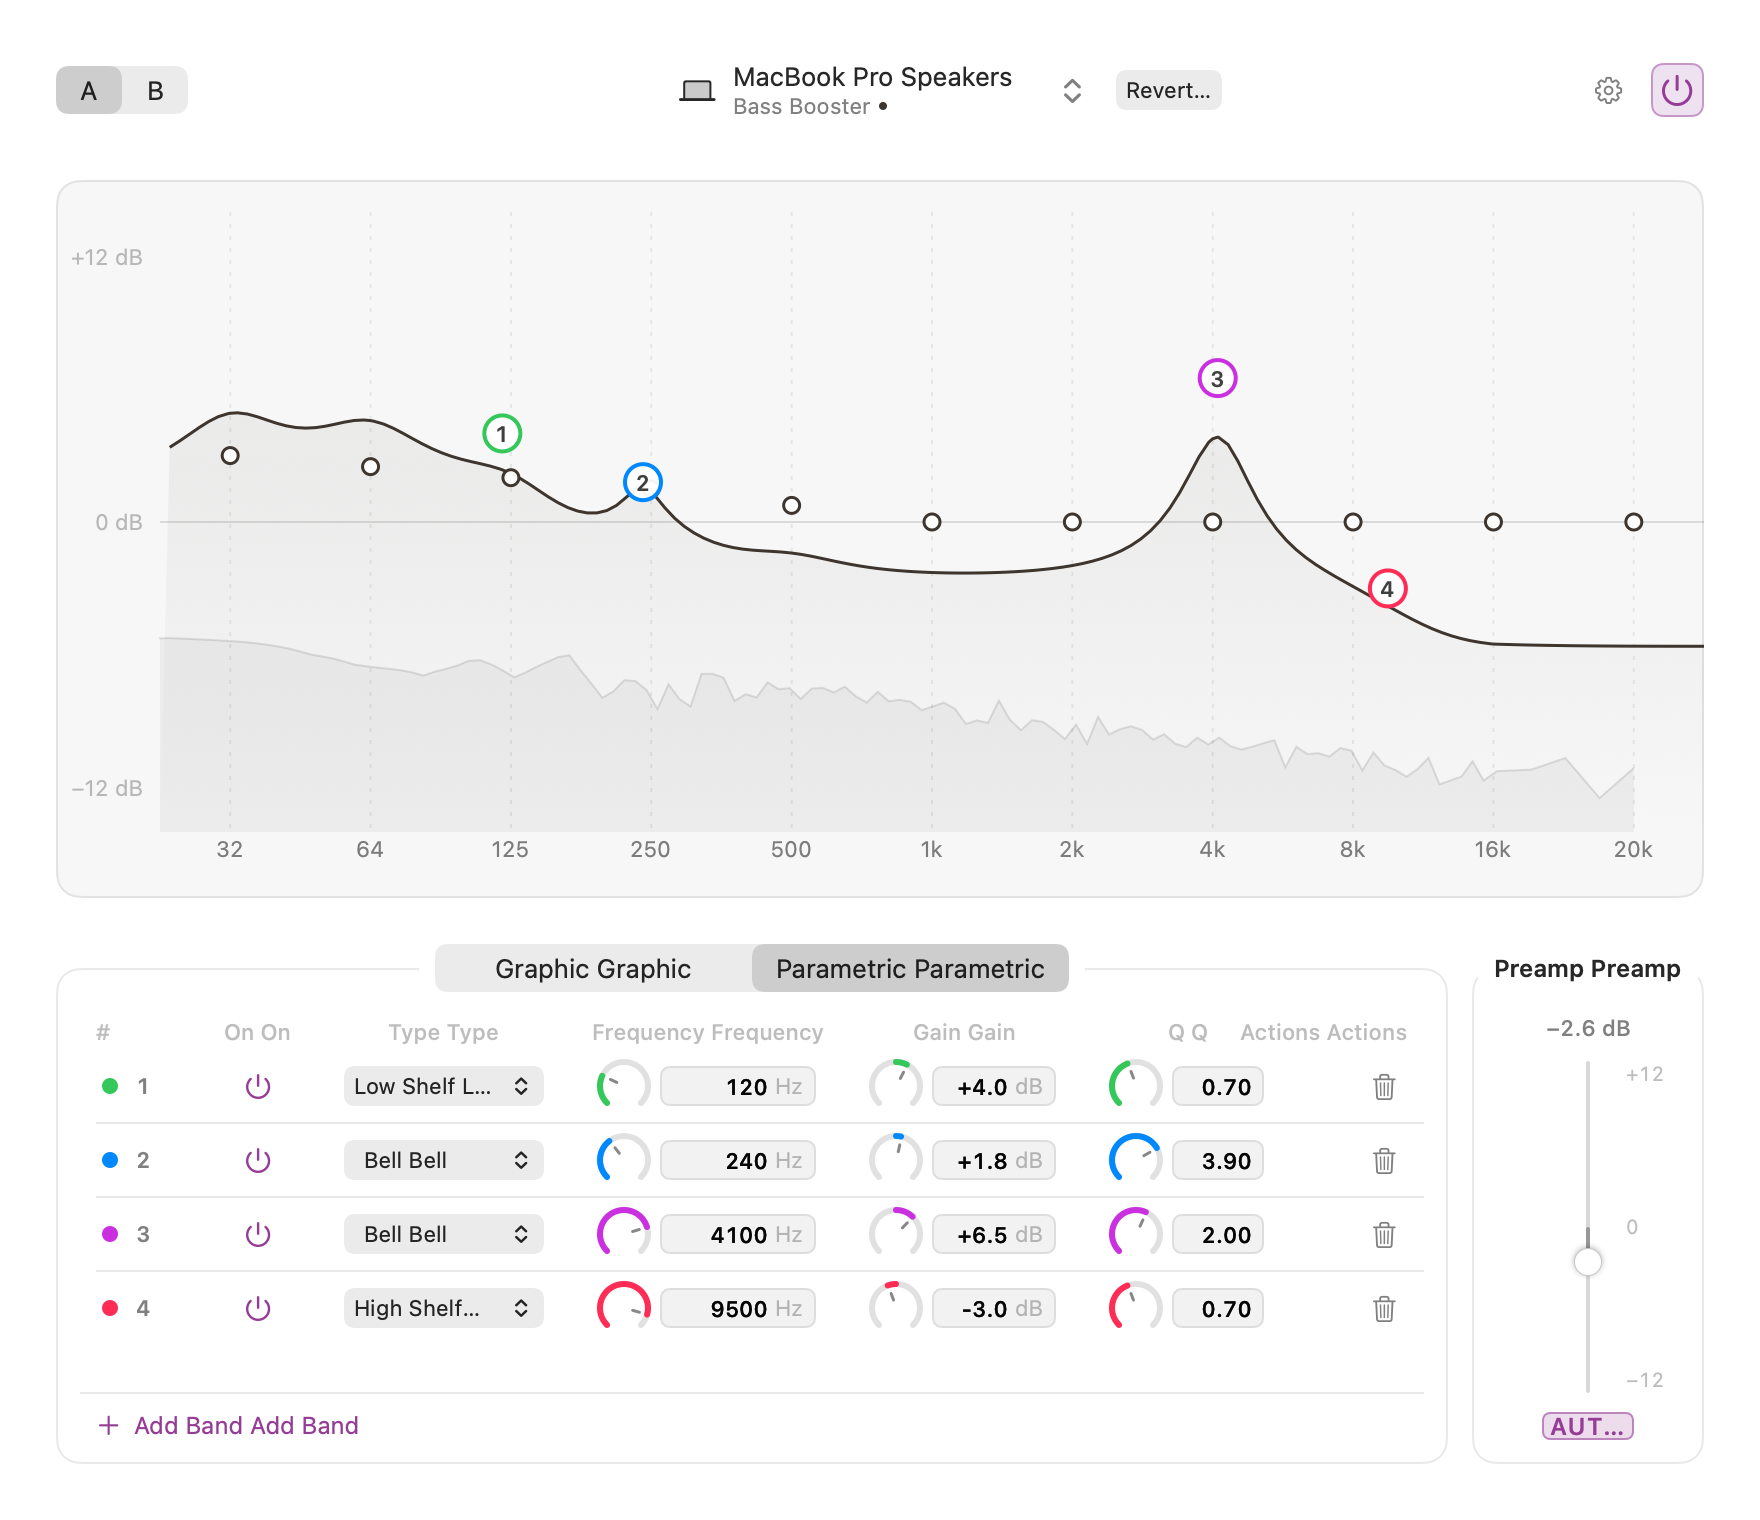 A B
MacBook Pro Speakers
Bass Booster •
Revert...
+12 dB
0 dB
−12 dB
1
2
3
4
32 64 125 250 500 1k 2k 4k 8k 16k 20k
Graphic Graphic Parametric Parametric
# On On Type Type Frequency Frequency Gain Gain Q Q Actions Actions
1 Low Shelf L... 120 Hz +4.0 dB 0.70
2 Bell Bell 240 Hz +1.8 dB 3.90
3 Bell Bell 4100 Hz +6.5 dB 2.00
4 High Shelf... 9500 Hz -3.0 dB 0.70
+ Add Band Add Band
Preamp Preamp
−2.6 dB
+12
0
−12
AUT...